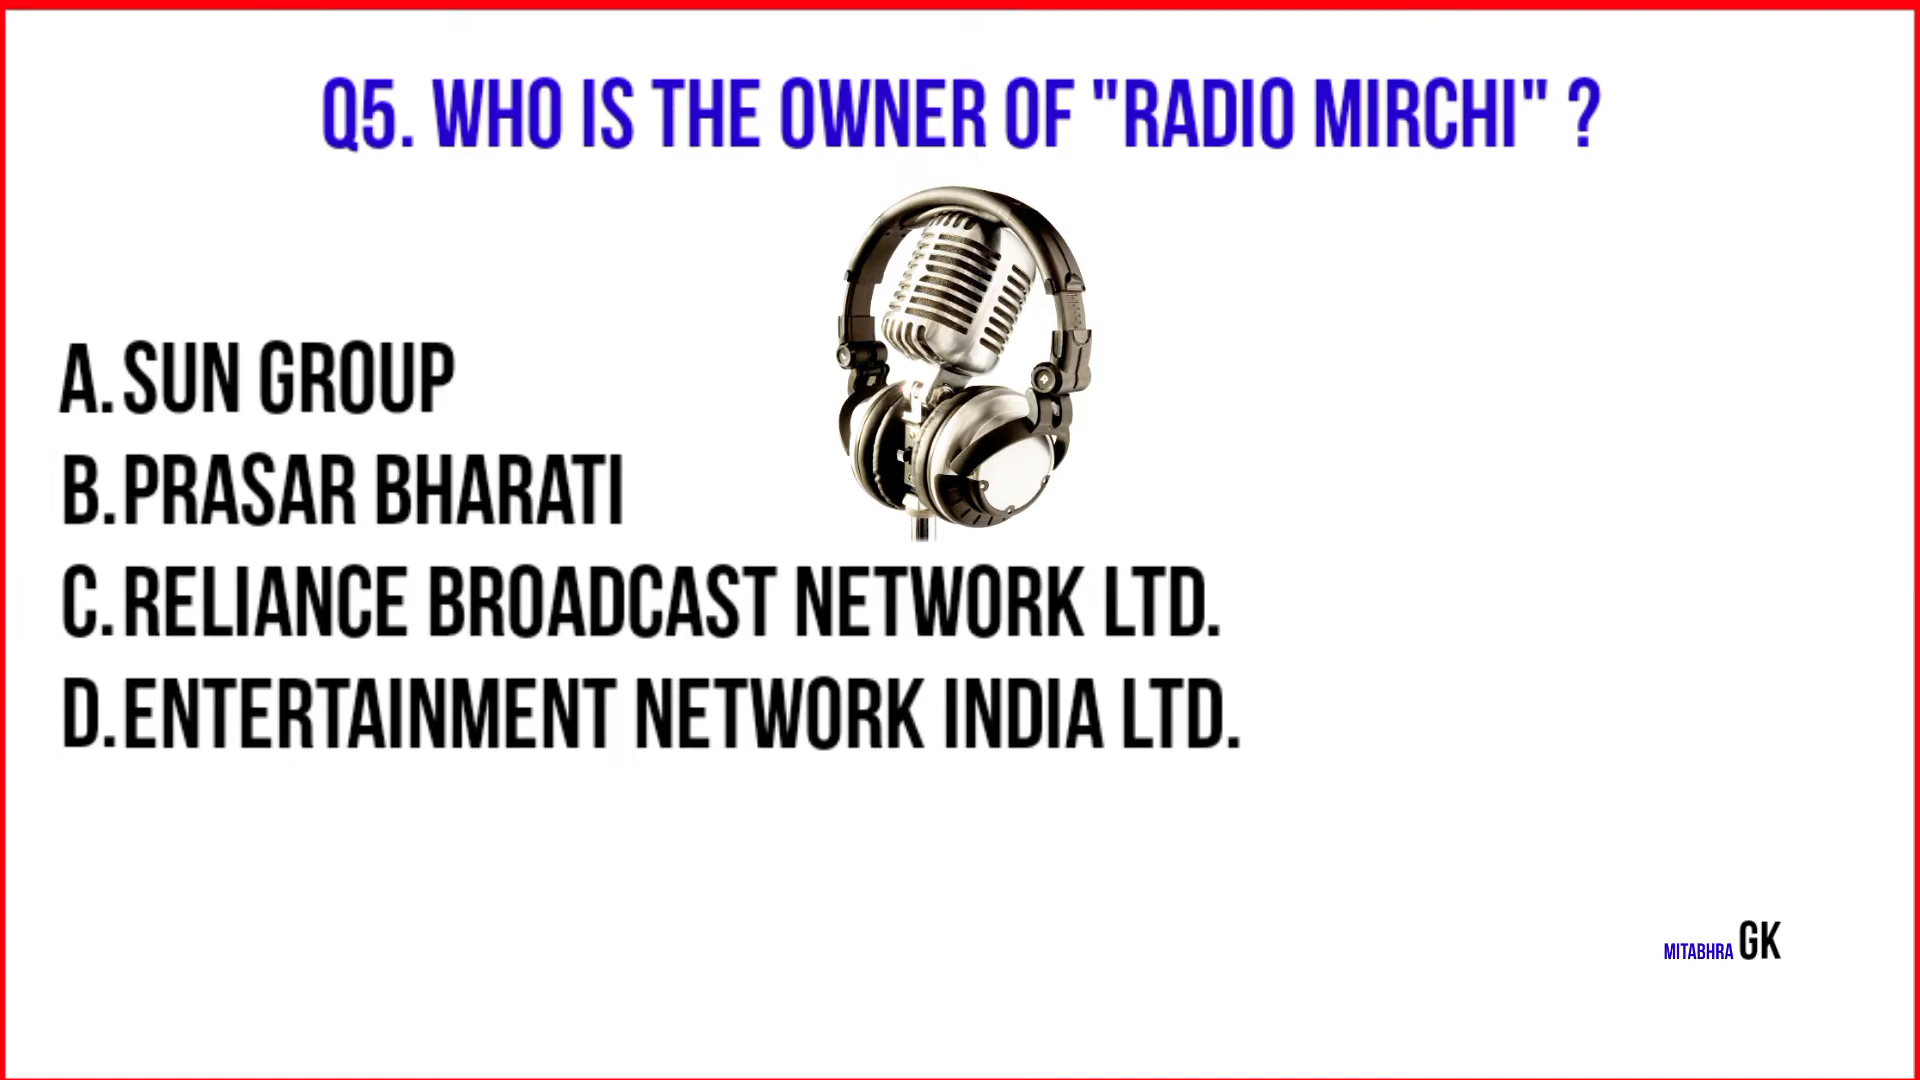 Q5. WHO IS THE OWNER OF "RADIO MIRCHI" ?
A. SUN GROUP
B. PRASAR BHARATI
C. RELIANCE BROADCAST NETWORK LTD.
D. ENTERTAINMENT NETWORK INDIA LTD.
MITABHRA GK